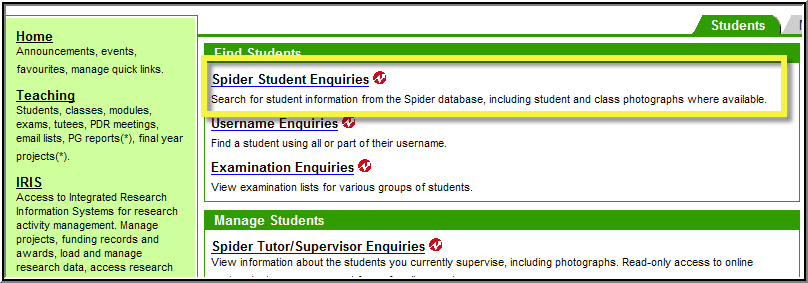 Home
Announcements, events,
favourites, manage quick links.
Teaching
Students, classes, modules,
exams, tutees, PDR meetings,
email lists, PG reports(*), final year
projects(*).
IRIS
Access to Integrated Research
Information Systems for research
activity management. Manage
projects, funding records and
awards, load and manage
research data, access research
Students
Find Students
Spider Student Enquiries
Search for student information from the Spider database, including student and class photographs where available.
Username Enquiries
Find a student using all or part of their username.
Examination Enquiries
View examination lists for various groups of students.
Manage Students
Spider Tutor/Supervisor Enquiries
View information about the students you currently supervise, including photographs. Read-only access to online